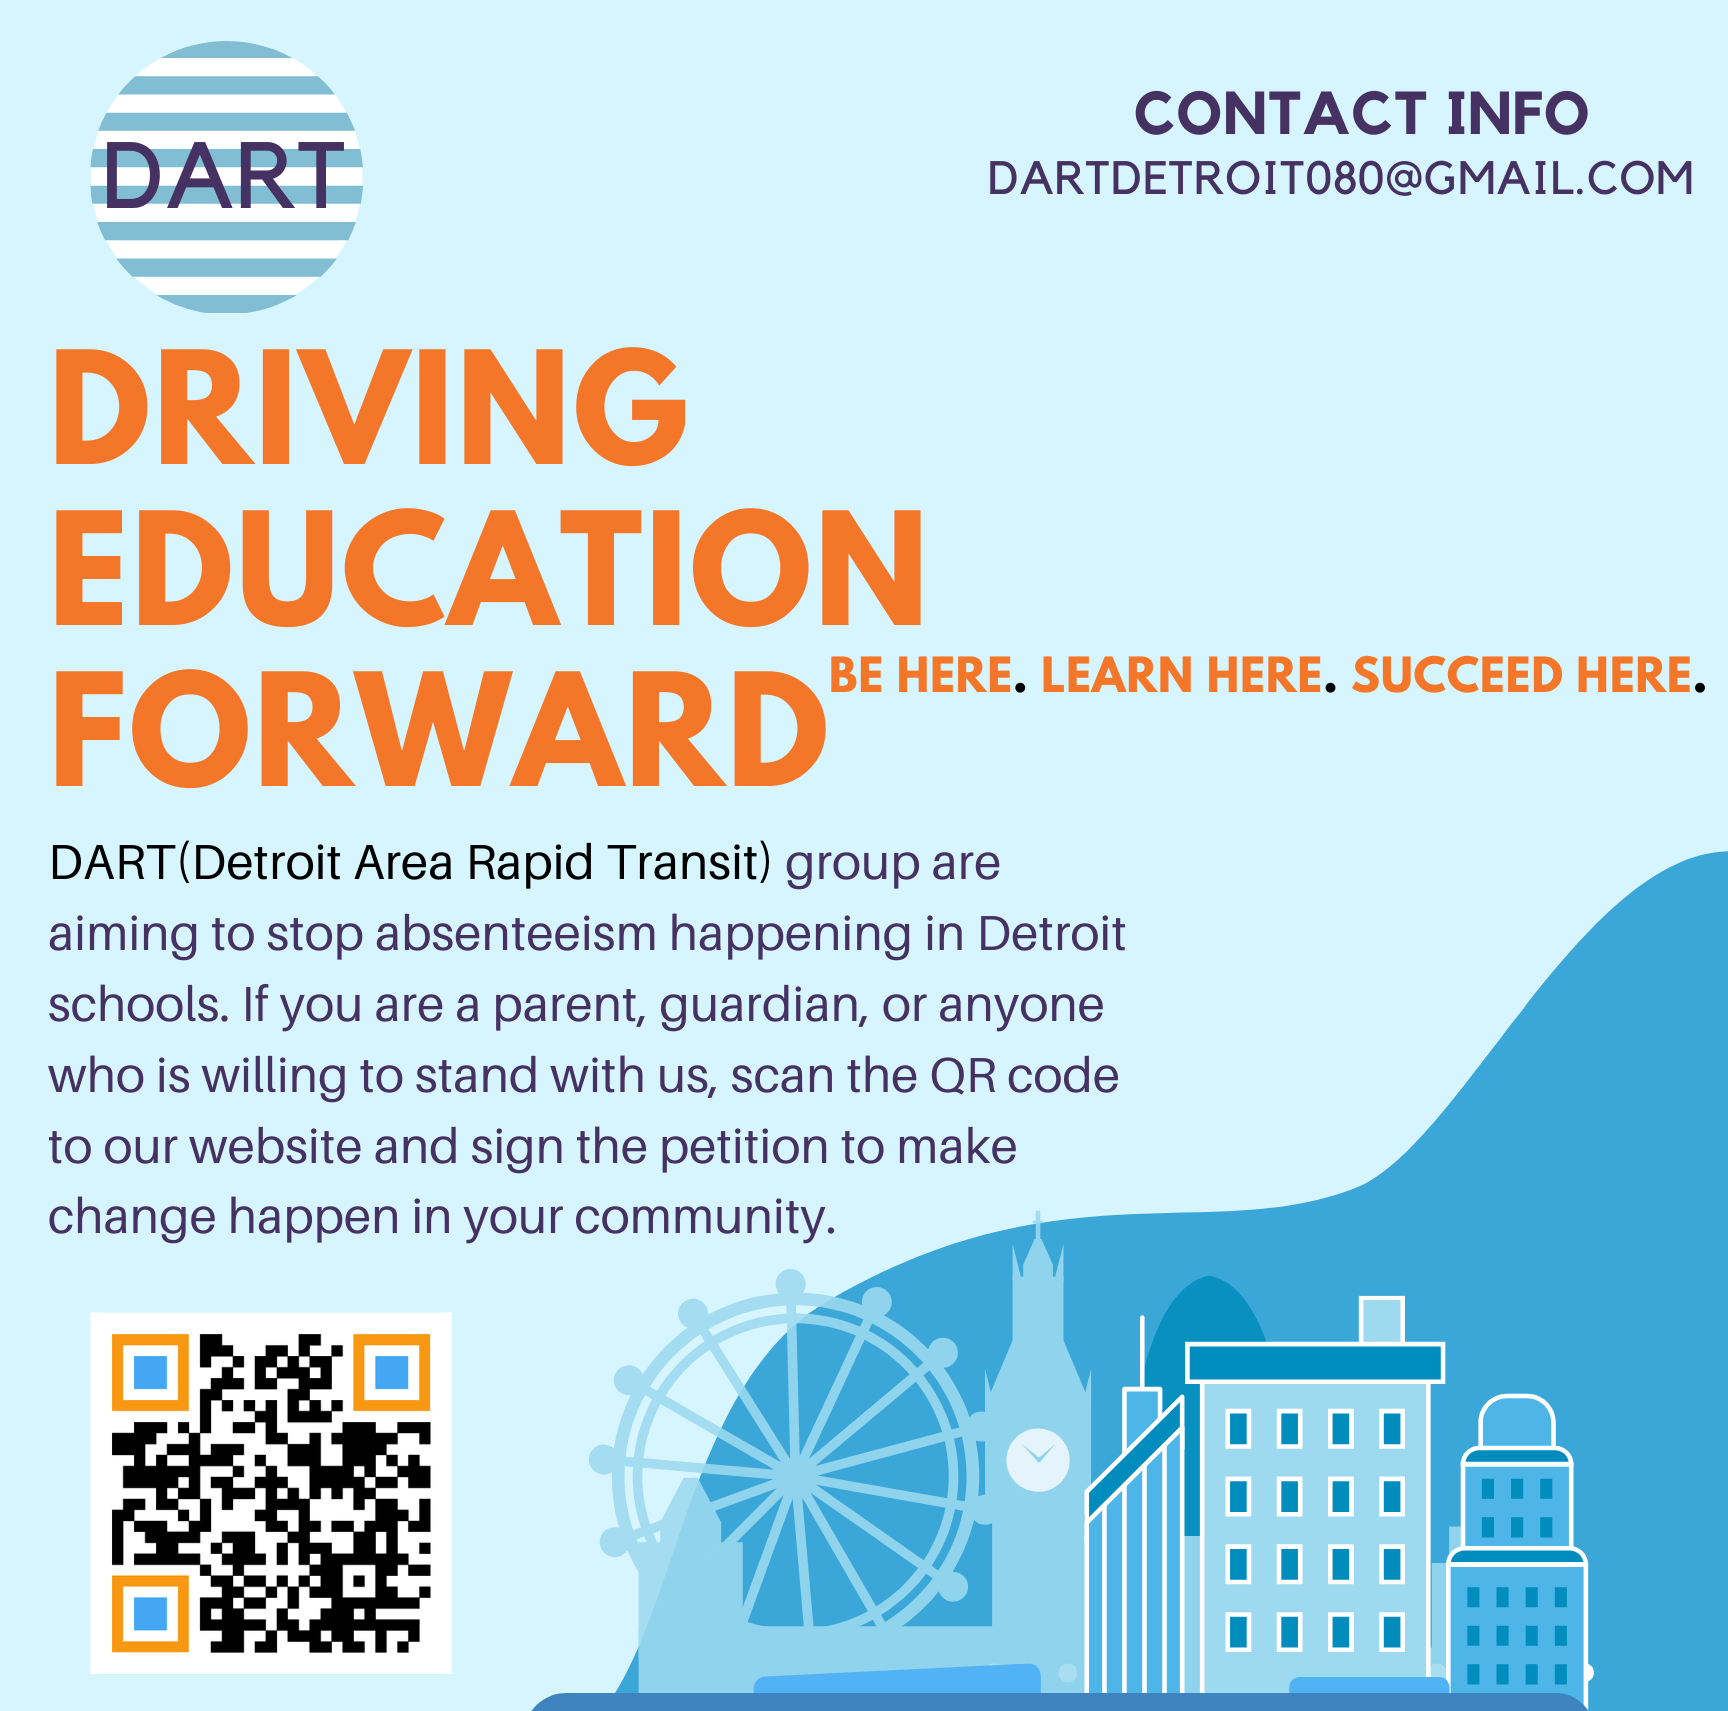 DART
CONTACT INFO
DARTDETROIT080@GMAIL.COM
DRIVING
EDUCATION
FORWARD
BE HERE. LEARN HERE. SUCCEED HERE.
DART(Detroit Area Rapid Transit) group are
aiming to stop absenteeism happening in Detroit
schools. If you are a parent, guardian, or anyone
who is willing to stand with us, scan the QR code
to our website and sign the petition to make
change happen in your community.